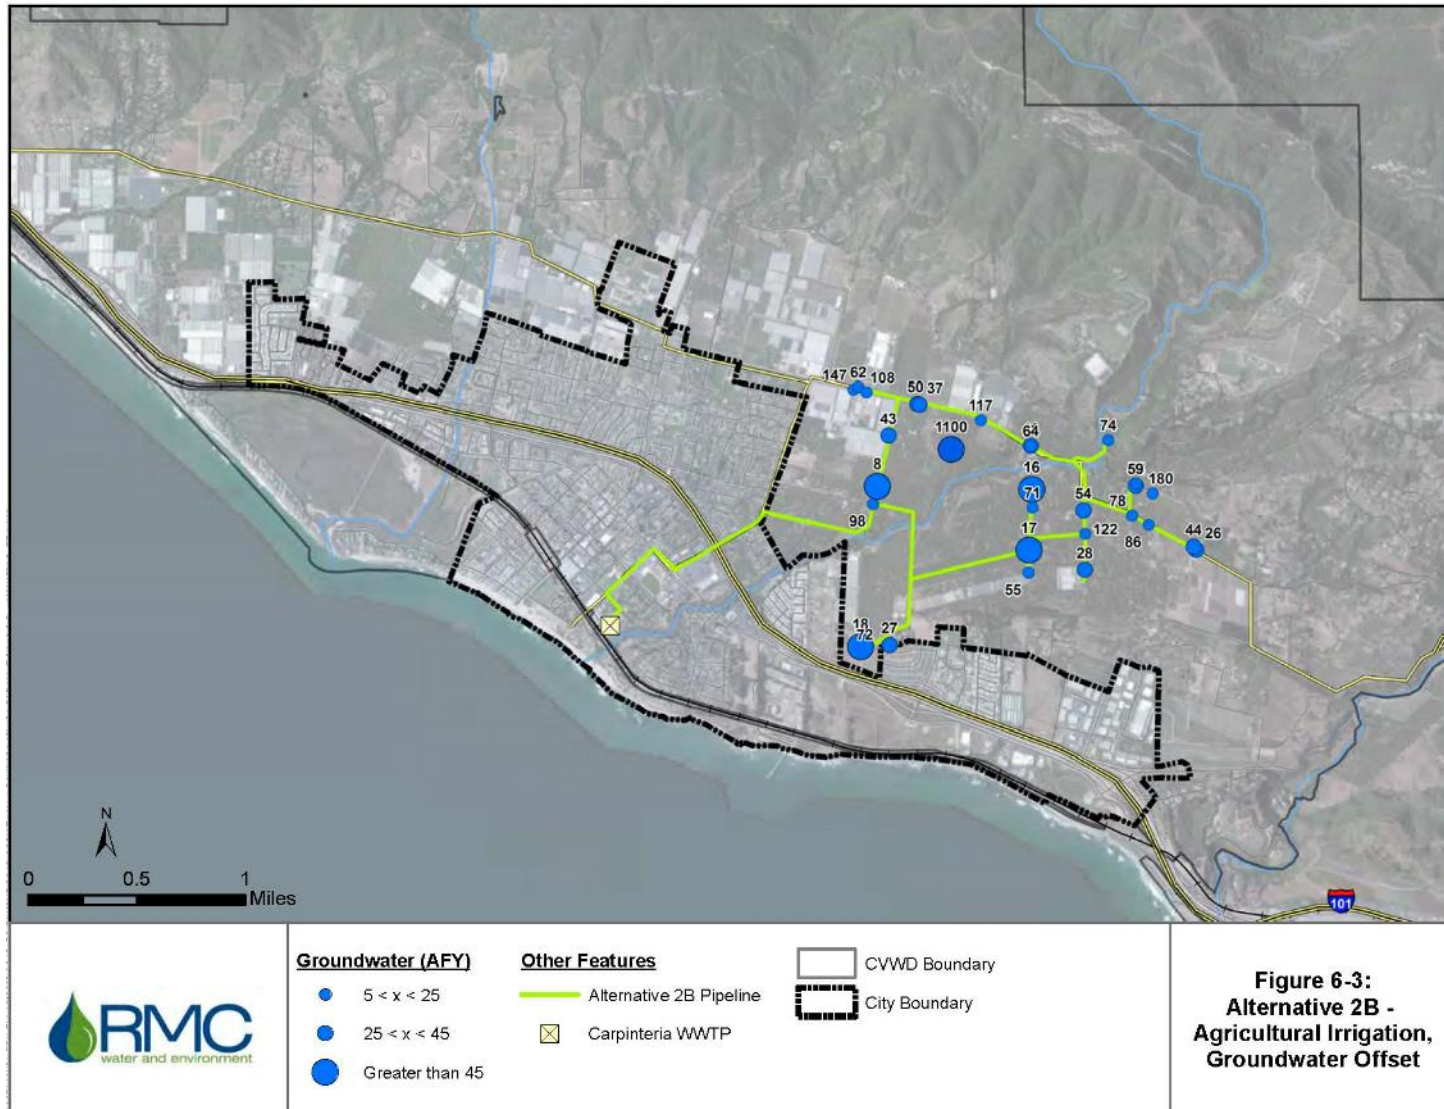 147
62
108
50
37
43
117
1100
64
74
8
16
59
180
71
54
78
98
17
122
86
44
26
28
55
18
72
27
N
0
0.5
1
Miles
101
RMC
water and environment
Groundwater (AFY)
5 < x < 25
25 < x < 45
Greater than 45
Other Features
Alternative 2B Pipeline
Carpinteria WWTP
CVWD Boundary
City Boundary
Figure 6-3:
Alternative 2B -
Agricultural Irrigation,
Groundwater Offset